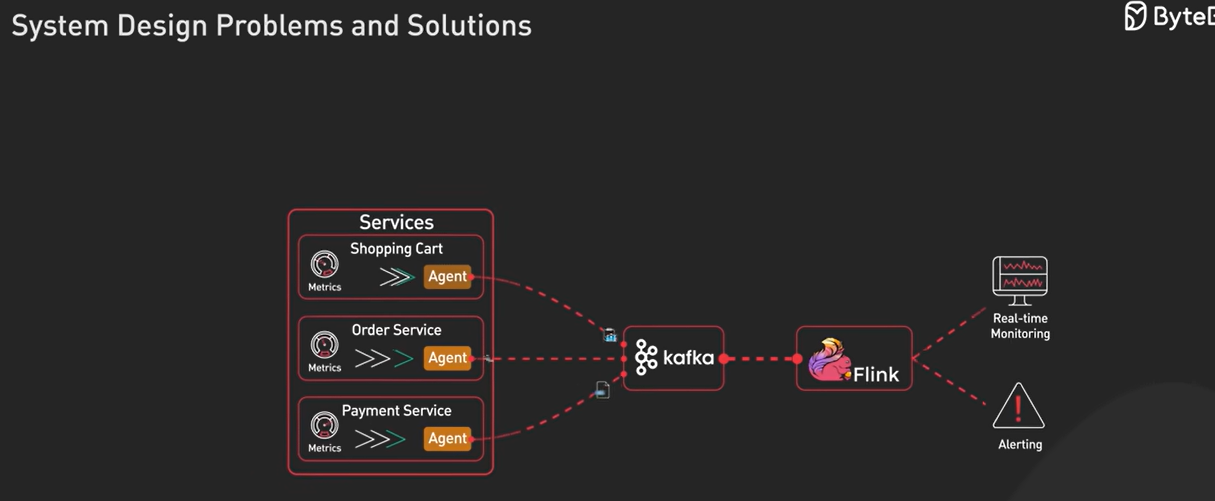 System Design Problems and Solutions
Services
Shopping Cart
Metrics
Agent
Order Service
Metrics
Agent
Payment Service
Metrics
Agent
kafka
Flink
Real-time
Monitoring
Alerting